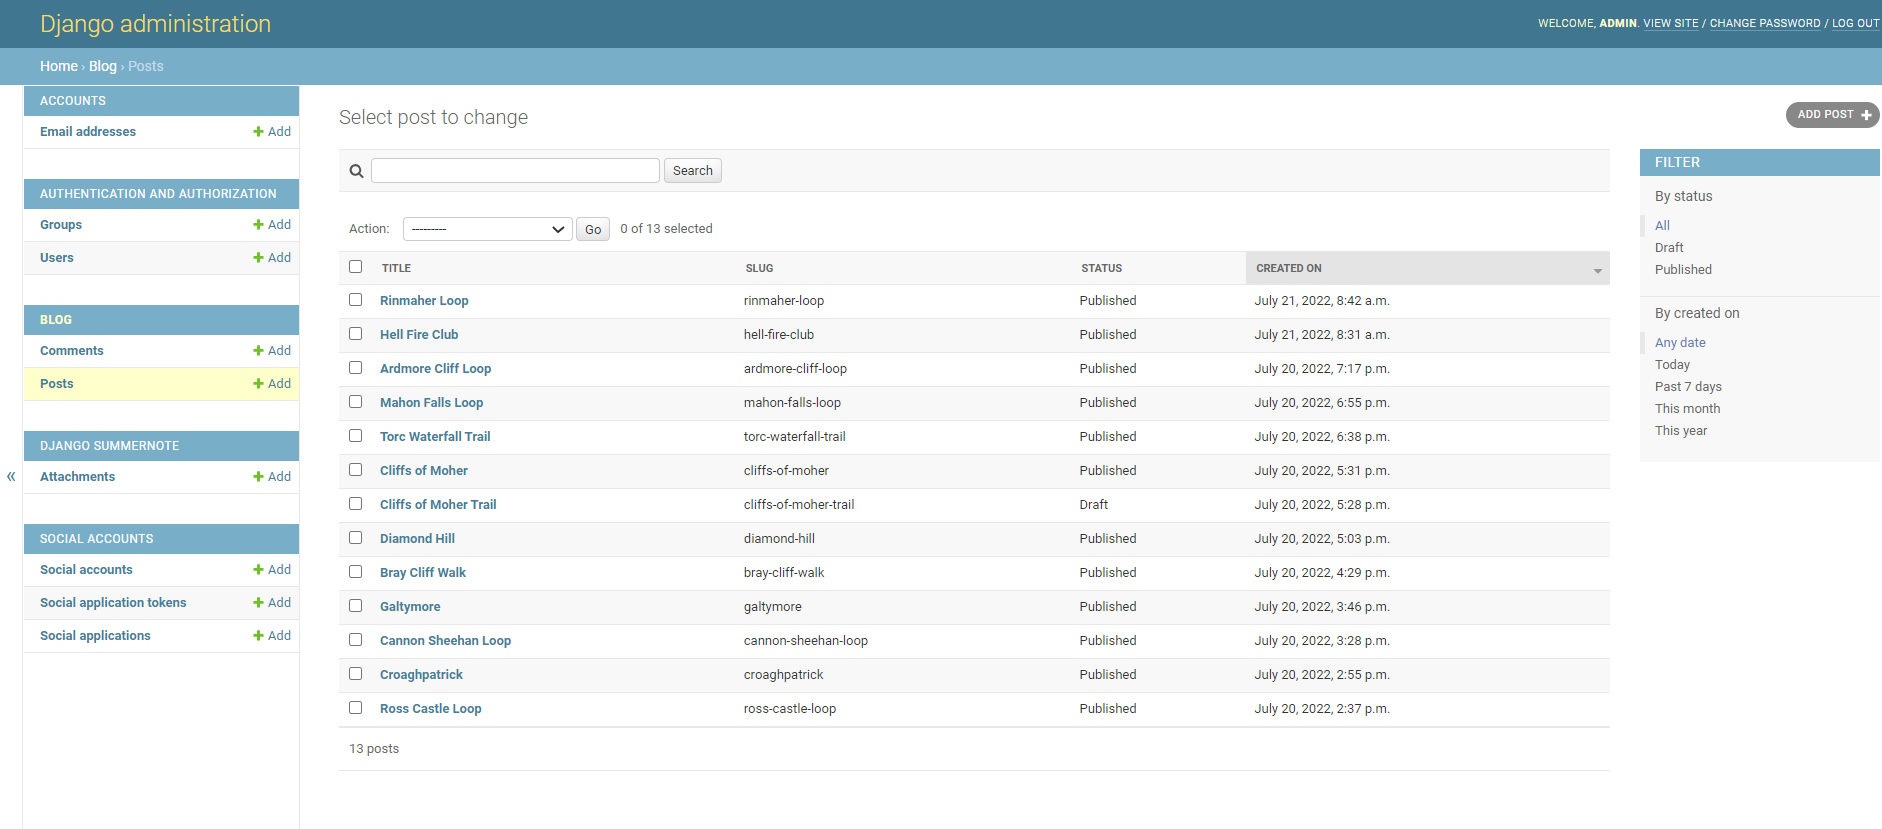 Django administration
WELCOME, ADMIN. VIEW SITE / CHANGE PASSWORD / LOG OUT
Home › Blog › Posts
ACCOUNTS
Email addresses + Add
AUTHENTICATION AND AUTHORIZATION
Groups + Add
Users + Add
BLOG
Comments + Add
Posts + Add
DJANGO SUMMERNOTE
Attachments + Add
SOCIAL ACCOUNTS
Social accounts + Add
Social application tokens + Add
Social applications + Add
«
Select post to change
ADD POST +
Search
Action: --------- Go 0 of 13 selected
TITLE SLUG STATUS CREATED ON
Rinmaher Loop rinmaher-loop Published July 21, 2022, 8:42 a.m.
Hell Fire Club hell-fire-club Published July 21, 2022, 8:31 a.m.
Ardmore Cliff Loop ardmore-cliff-loop Published July 20, 2022, 7:17 p.m.
Mahon Falls Loop mahon-falls-loop Published July 20, 2022, 6:55 p.m.
Torc Waterfall Trail torc-waterfall-trail Published July 20, 2022, 6:38 p.m.
Cliffs of Moher cliffs-of-moher Published July 20, 2022, 5:31 p.m.
Cliffs of Moher Trail cliffs-of-moher-trail Draft July 20, 2022, 5:28 p.m.
Diamond Hill diamond-hill Published July 20, 2022, 5:03 p.m.
Bray Cliff Walk bray-cliff-walk Published July 20, 2022, 4:29 p.m.
Galtymore galtymore Published July 20, 2022, 3:46 p.m.
Cannon Sheehan Loop cannon-sheehan-loop Published July 20, 2022, 3:28 p.m.
Croaghpatrick croaghpatrick Published July 20, 2022, 2:55 p.m.
Ross Castle Loop ross-castle-loop Published July 20, 2022, 2:37 p.m.
13 posts
FILTER
By status
All
Draft
Published
By created on
Any date
Today
Past 7 days
This month
This year